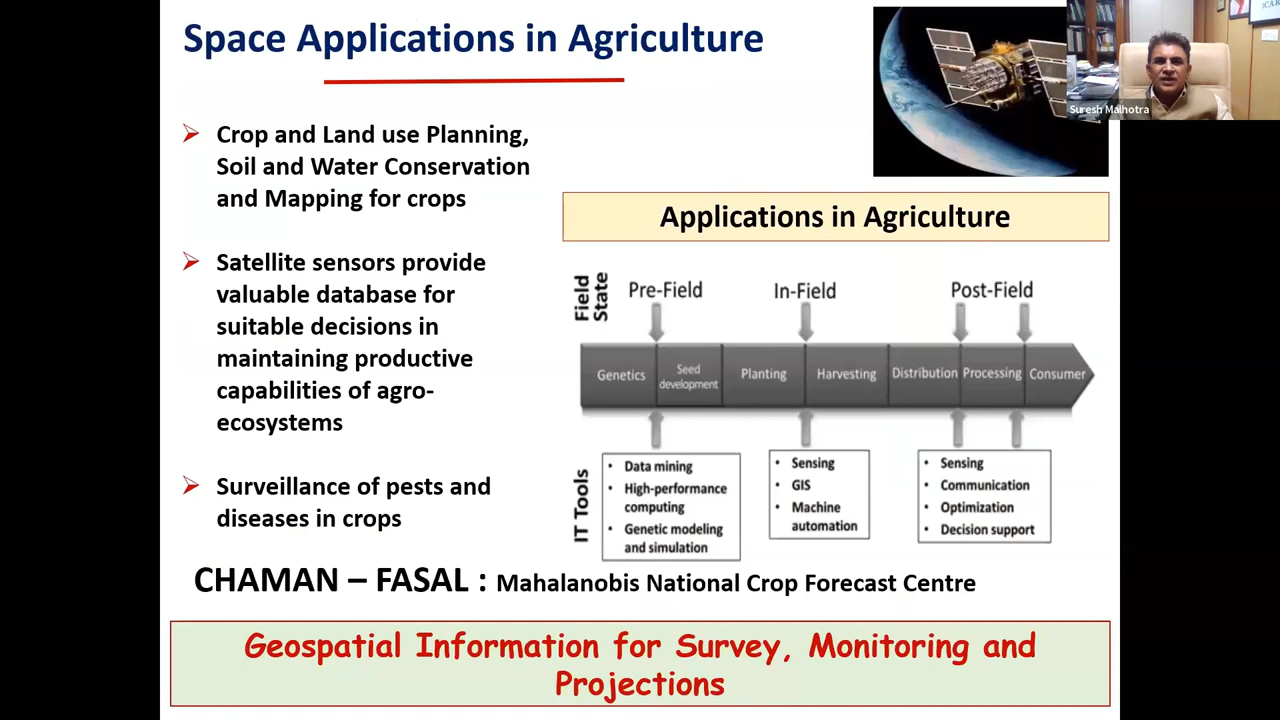 Space Applications in Agriculture
ICAR
Suresh Malhotra
➢ Crop and Land use Planning,
Soil and Water Conservation
and Mapping for crops
➢ Satellite sensors provide
valuable database for
suitable decisions in
maintaining productive
capabilities of agro-
ecosystems
➢ Surveillance of pests and
diseases in crops
Applications in Agriculture
Field
State
Pre-Field
In-Field
Post-Field
Genetics
Seed
development
Planting
Harvesting
Distribution
Processing
Consumer
IT Tools
• Data mining
• High-performance
computing
• Genetic modeling
and simulation
• Sensing
• GIS
• Machine
automation
• Sensing
• Communication
• Optimization
• Decision support
CHAMAN – FASAL : Mahalanobis National Crop Forecast Centre
Geospatial Information for Survey, Monitoring and
Projections